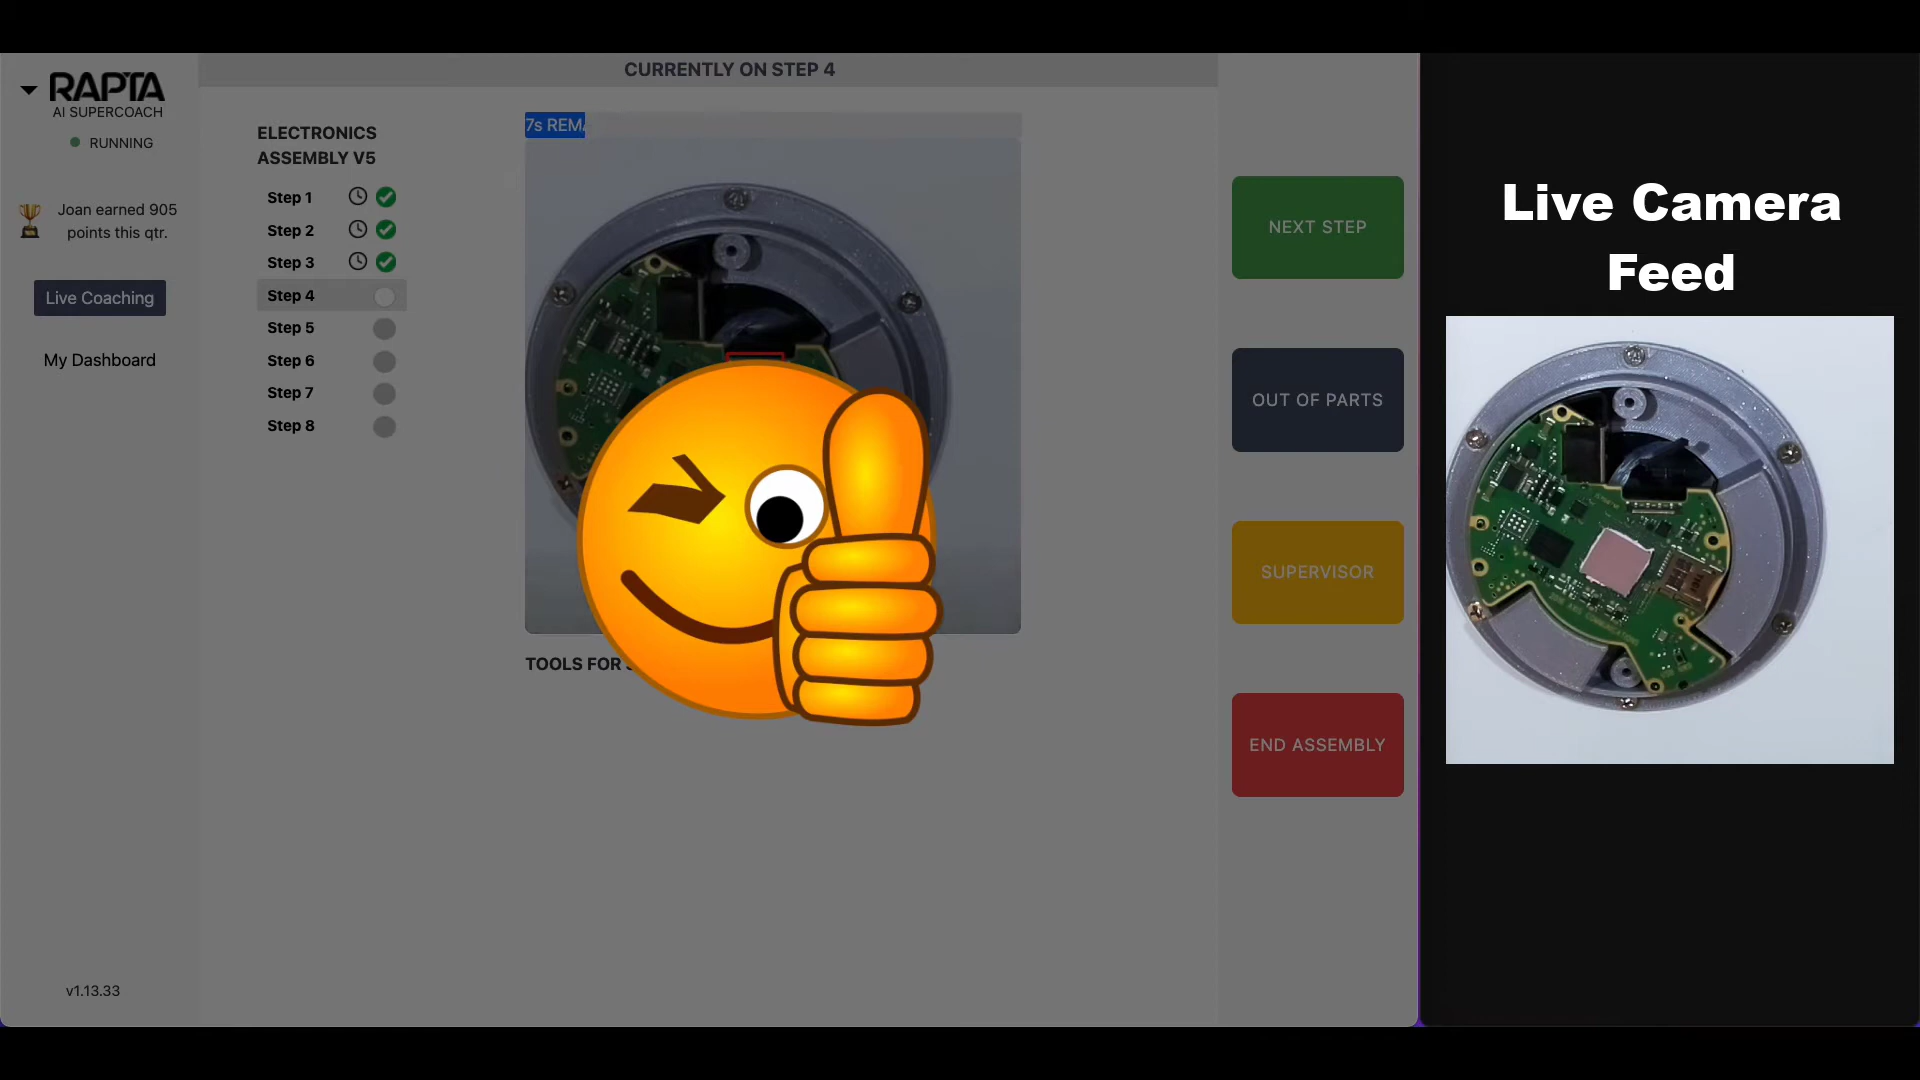 RAPTA
AI SUPERCOACH
RUNNING
Joan earned 905
points this qtr.
Live Coaching
My Dashboard
v1.13.33
CURRENTLY ON STEP 4
ELECTRONICS
ASSEMBLY V5
Step 1
Step 2
Step 3
Step 4
Step 5
Step 6
Step 7
Step 8
7s REMA
TOOLS FOR
NEXT STEP
OUT OF PARTS
SUPERVISOR
END ASSEMBLY
Live Camera
Feed